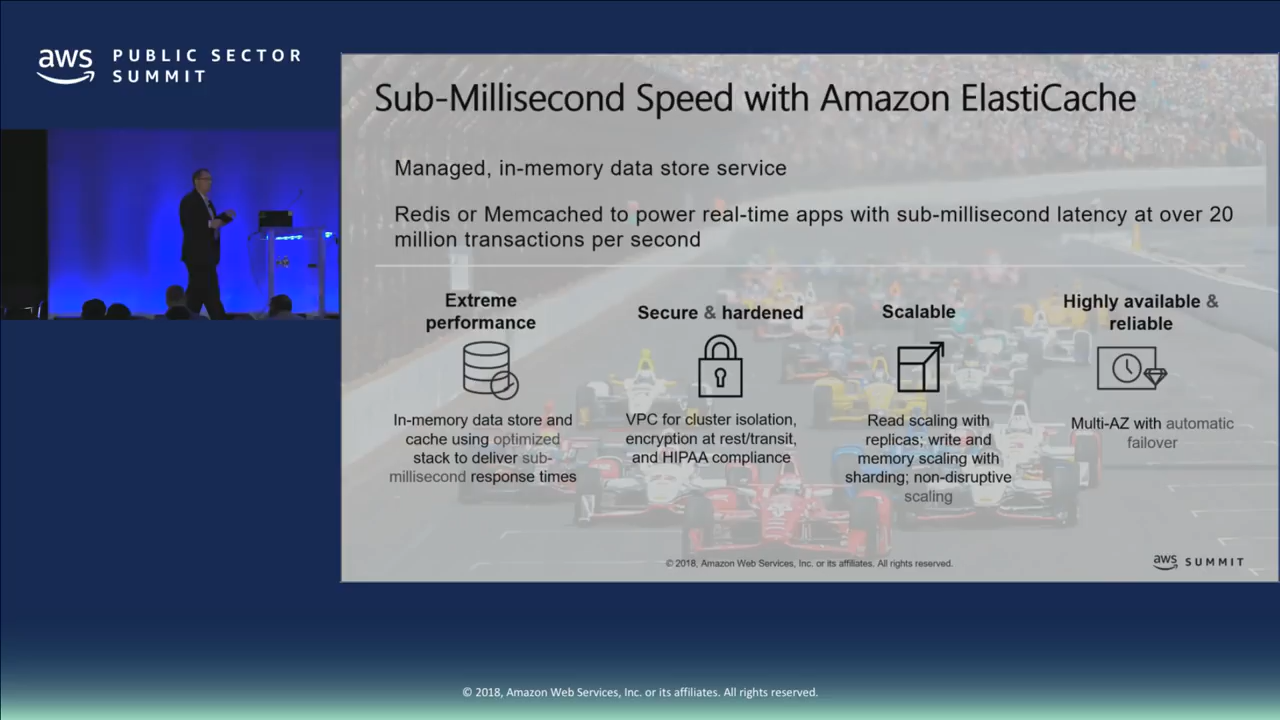 aws PUBLIC SECTOR
SUMMIT
Sub-Millisecond Speed with Amazon ElastiCache
Managed, in-memory data store service
Redis or Memcached to power real-time apps with sub-millisecond latency at over 20
million transactions per second
Extreme
performance
In-memory data store and
cache using optimized
stack to deliver sub-
millisecond response times
Secure & hardened
VPC for cluster isolation,
encryption at rest/transit,
and HIPAA compliance
Scalable
Read scaling with
replicas; write and
memory scaling with
sharding; non-disruptive
scaling
Highly available &
reliable
Multi-AZ with automatic
failover
© 2018, Amazon Web Services, Inc. or its affiliates. All rights reserved.
aws SUMMIT
© 2018, Amazon Web Services, Inc. or its affiliates. All rights reserved.